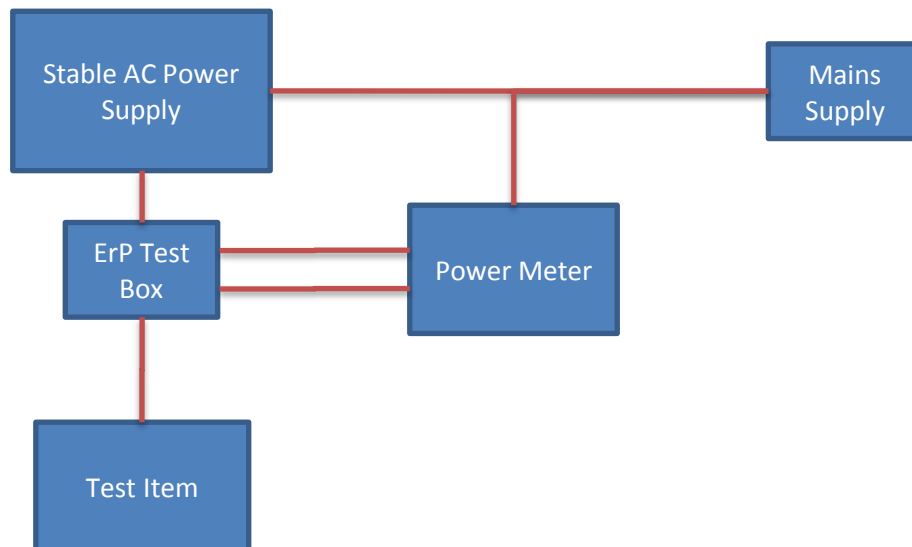 Stable AC Power
Supply
Mains
Supply
ErP Test
Box
Power Meter
Test Item